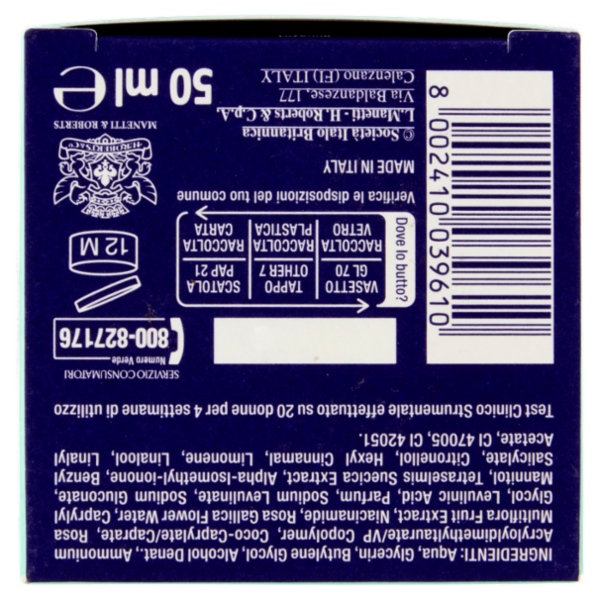 INGREDIENTI: Aqua, Glycerin, Butylene Glycol, Alcohol Denat., Ammonium
Acryloyldimethyltaurate/VP Copolymer, Coco-Caprylate/Caprate, Rosa
Multiflora Fruit Extract, Niacinamide, Rosa Gallica Flower Water, Caprylyl
Glycol, Levulinic Acid, Parfum, Sodium Levulinate, Sodium Gluconate,
Mannitol, Tetraselmis Suecica Extract, Alpha-Isomethyl-Ionone, Benzyl
Salicylate, Citronellol, Hexyl Cinnamal, Limonene, Linalool, Linalyl
Acetate, CI 47005, CI 42051.
Test Clinico Strumentale effettuato su 20 donne per 4 settimane di utilizzo
SERVIZIO CONSUMATORI
Numero Verde
800-827176
12 M
H. ROBERTS & CO.
MANETTI & ROBERTS
50 ml e
Dove lo butto?
VASETTO
GL 70
RACCOLTA
VETRO
TAPPO
OTHER 7
RACCOLTA
PLASTICA
SCATOLA
PAP 21
RACCOLTA
CARTA
Verifica le disposizioni del tuo comune
MADE IN ITALY
© Società Italo Britannica
L. Manetti - H. Roberts & C.p.A.
Via Baldanzese, 177
Calenzano (FI) ITALY
8 002410 039610